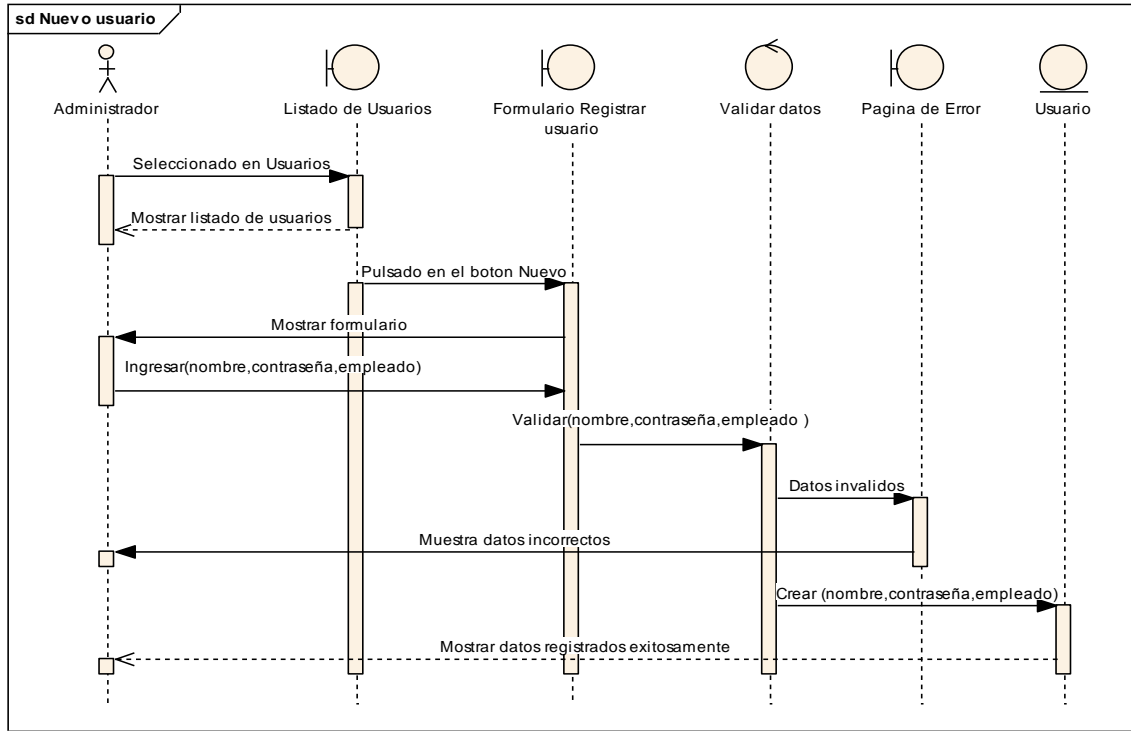 sd Nuevo usuario
Administrador
Listado de Usuarios
Formulario Registrar
usuario
Validar datos
Pagina de Error
Usuario
Seleccionado en Usuarios
Mostrar listado de usuarios
Pulsado en el boton Nuevo
Mostrar formulario
Ingresar(nombre,contraseña,empleado)
Validar(nombre,contraseña,empleado )
Datos invalidos
Muestra datos incorrectos
Crear (nombre,contraseña,empleado)
Mostrar datos registrados exitosamente